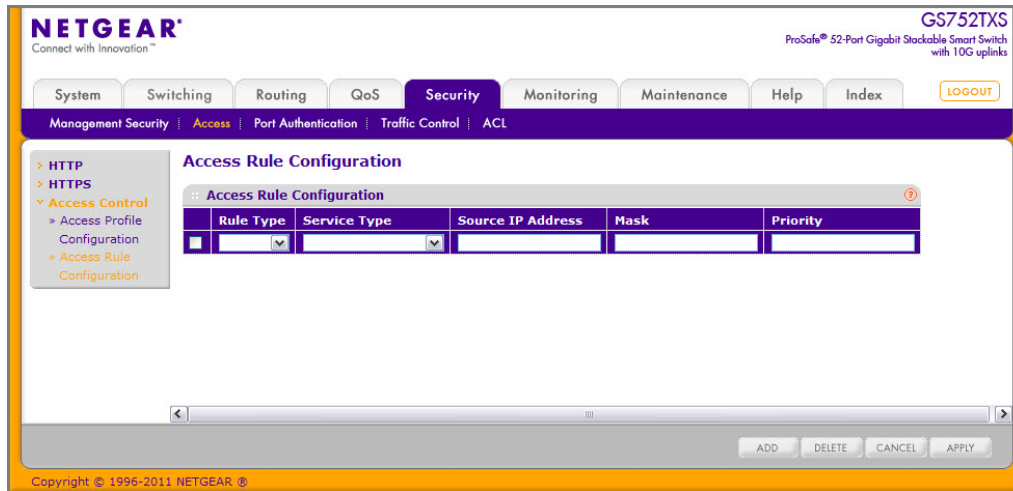 NETGEAR®
Connect with Innovation™
GS752TXS
ProSafe® 52-Port Gigabit Stackable Smart Switch
with 10G uplinks
System Switching Routing QoS Security Monitoring Maintenance Help Index LOGOUT
Management Security Access Port Authentication Traffic Control ACL
HTTP
HTTPS
Access Control
» Access Profile
Configuration
» Access Rule
Configuration
Access Rule Configuration
Access Rule Configuration ?
Rule Type Service Type Source IP Address Mask Priority
ADD DELETE CANCEL APPLY
Copyright © 1996-2011 NETGEAR ®